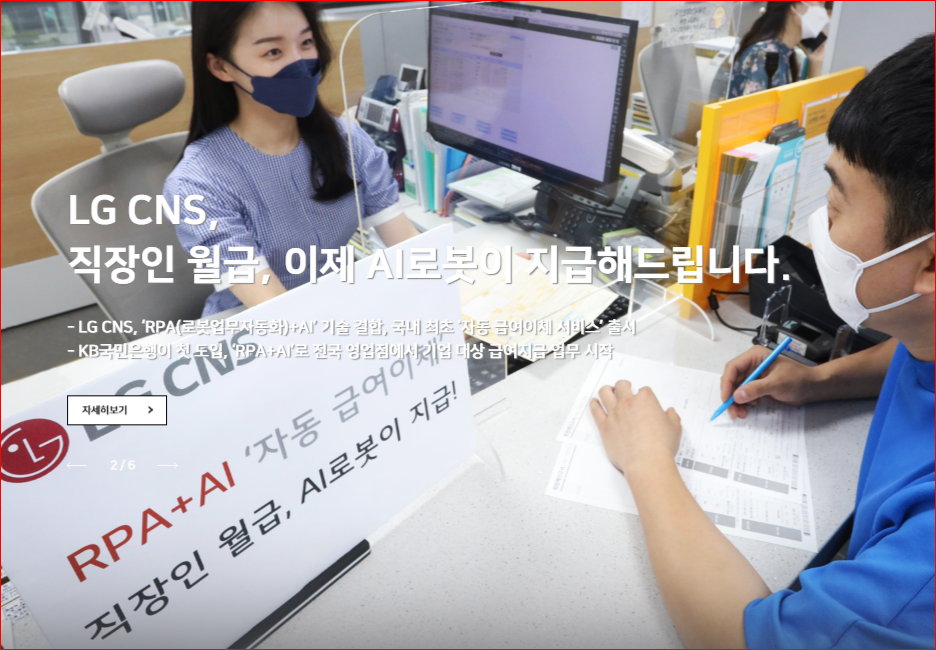 LG CNS,
직장인 월급, 이제 AI로봇이 지급해드립니다.
- LG CNS, ‘RPA(로봇업무자동화)+AI’ 기술 결합, 국내 최초 ‘자동 급여이체 서비스’ 출시
- KB국민은행이 첫 도입, ‘RPA+AI’로 전국 영업점에서 기업 대상 급여지급 업무 시작
자세히보기 >
2/6
LG CNS
RPA+AI ‘자동 급여이체’
직장인 월급, AI로봇이 지급!